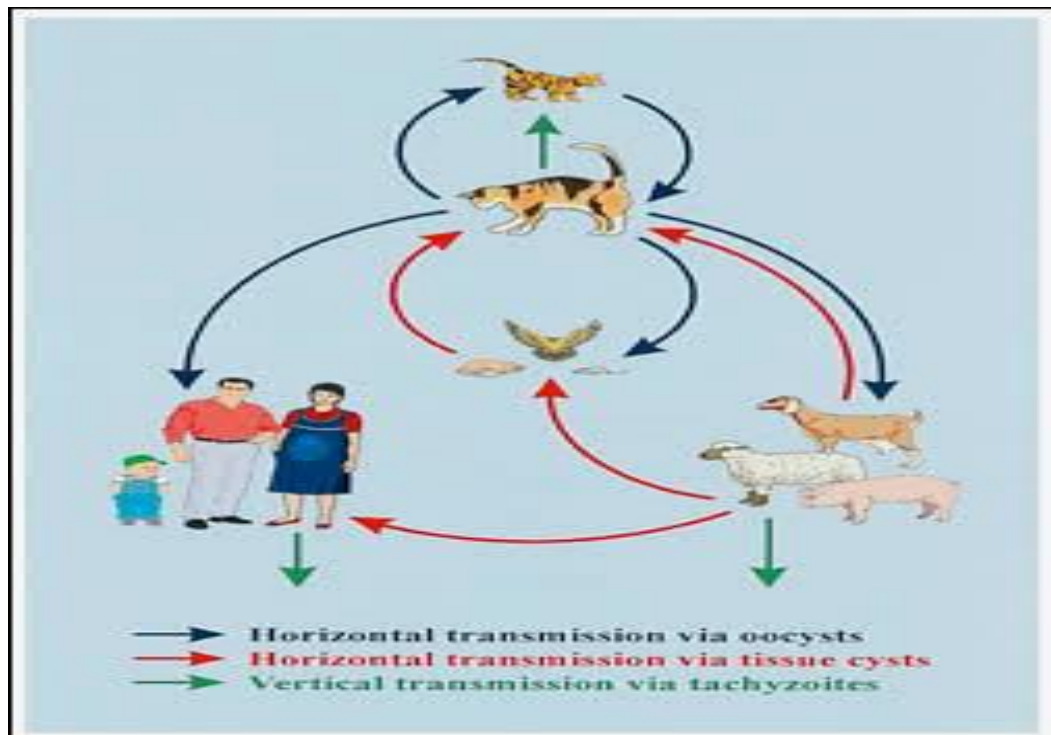 Horizontal transmission via oocysts
Horizontal transmission via tissue cysts
Vertical transmission via tachyzoites